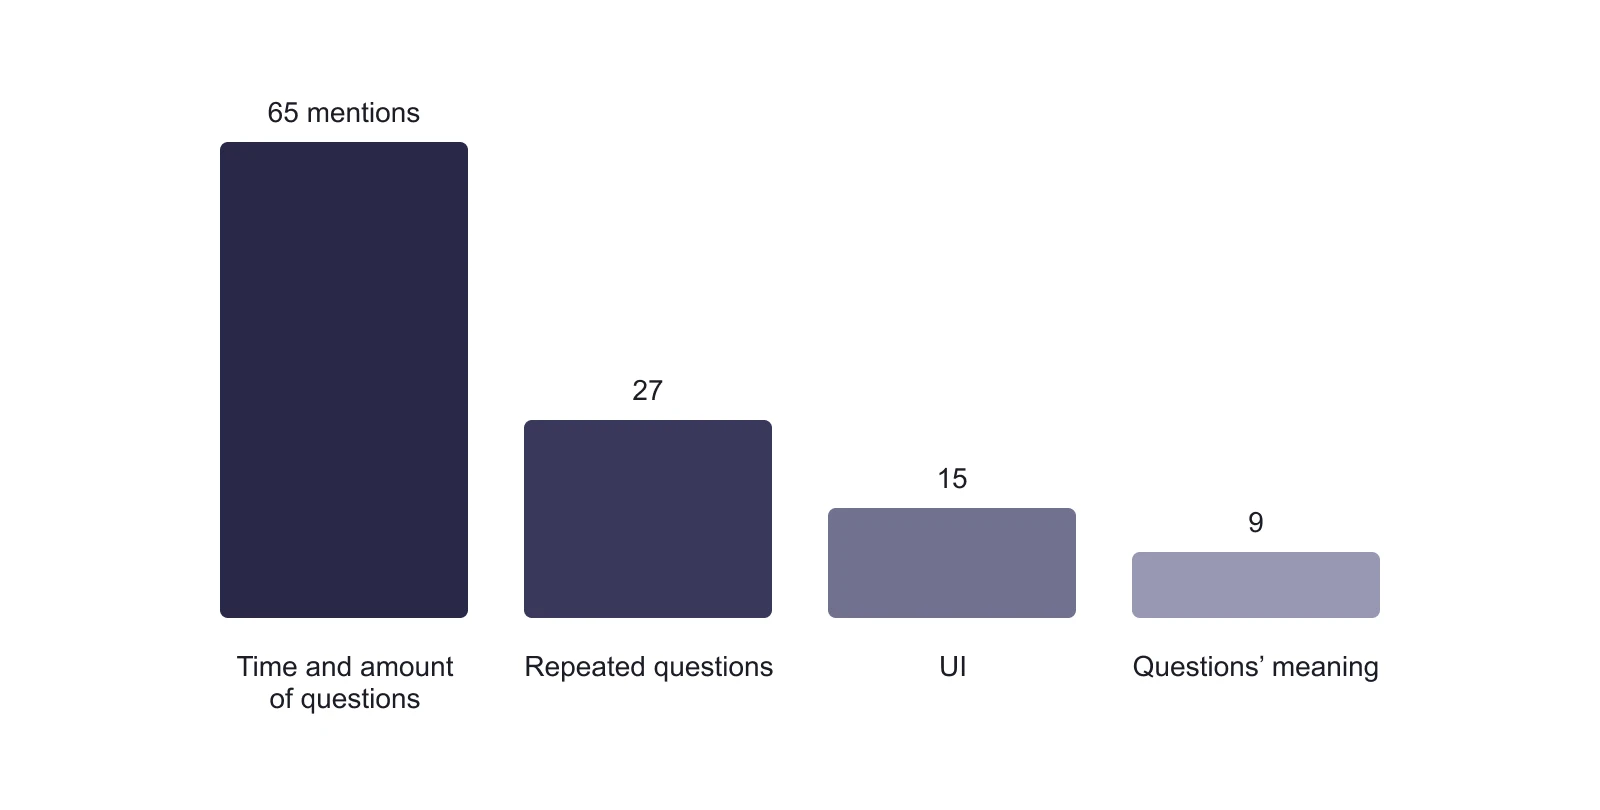 65 mentions
27
15
9
Time and amount
of questions
Repeated questions
UI
Questions’ meaning